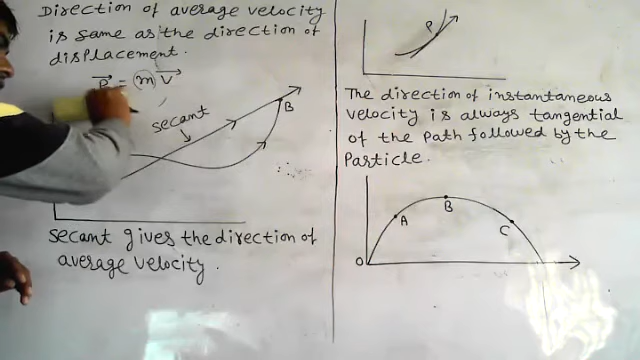 Direction of average velocity
is same as the direction of
displacement.
P = m V
secant
B
secant gives the direction of
average velocity.
P
The direction of instantaneous
velocity is always tangential
of the path followed by the
Particle.
A
B
C
O